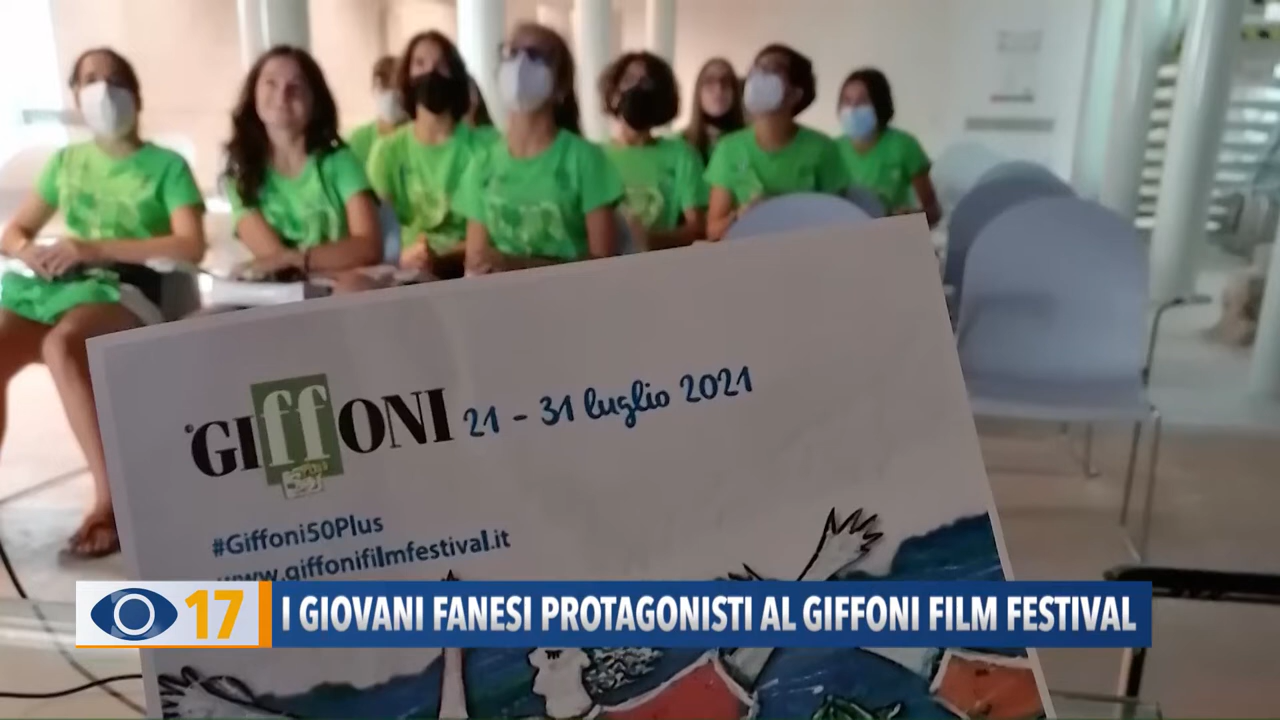 GIffONI 21 - 31 luglio 2021
#Giffoni50Plus
www.giffonifilmfestival.it
17 I GIOVANI FANESI PROTAGONISTI AL GIFFONI FILM FESTIVAL